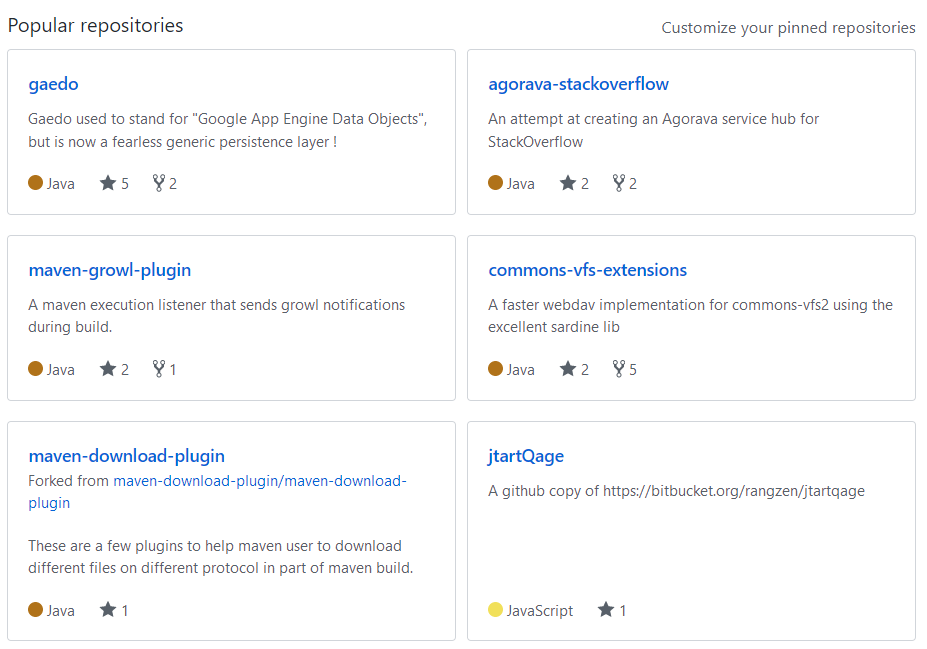 Popular repositories
Customize your pinned repositories
gaedo
Gaedo used to stand for "Google App Engine Data Objects",
but is now a fearless generic persistence layer !
Java 5 2
agorava-stackoverflow
An attempt at creating an Agorava service hub for
StackOverflow
Java 2 2
maven-growl-plugin
A maven execution listener that sends growl notifications
during build.
Java 2 1
commons-vfs-extensions
A faster webdav implementation for commons-vfs2 using the
excellent sardine lib
Java 2 5
maven-download-plugin
Forked from maven-download-plugin/maven-download-
plugin
These are a few plugins to help maven user to download
different files on different protocol in part of maven build.
Java 1
jtartQage
A github copy of https://bitbucket.org/rangzen/jtartqage
JavaScript 1